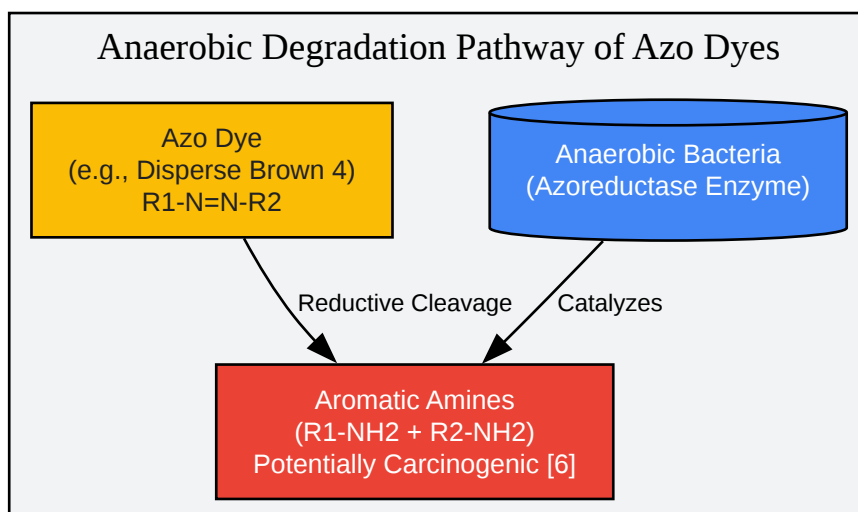 Anaerobic Degradation Pathway of Azo Dyes
Azo Dye
(e.g., Disperse Brown 4)
R1-N=N-R2
Anaerobic Bacteria
(Azoreductase Enzyme)
Reductive Cleavage
Catalyzes
Aromatic Amines
(R1-NH2 + R2-NH2)
Potentially Carcinogenic [6]